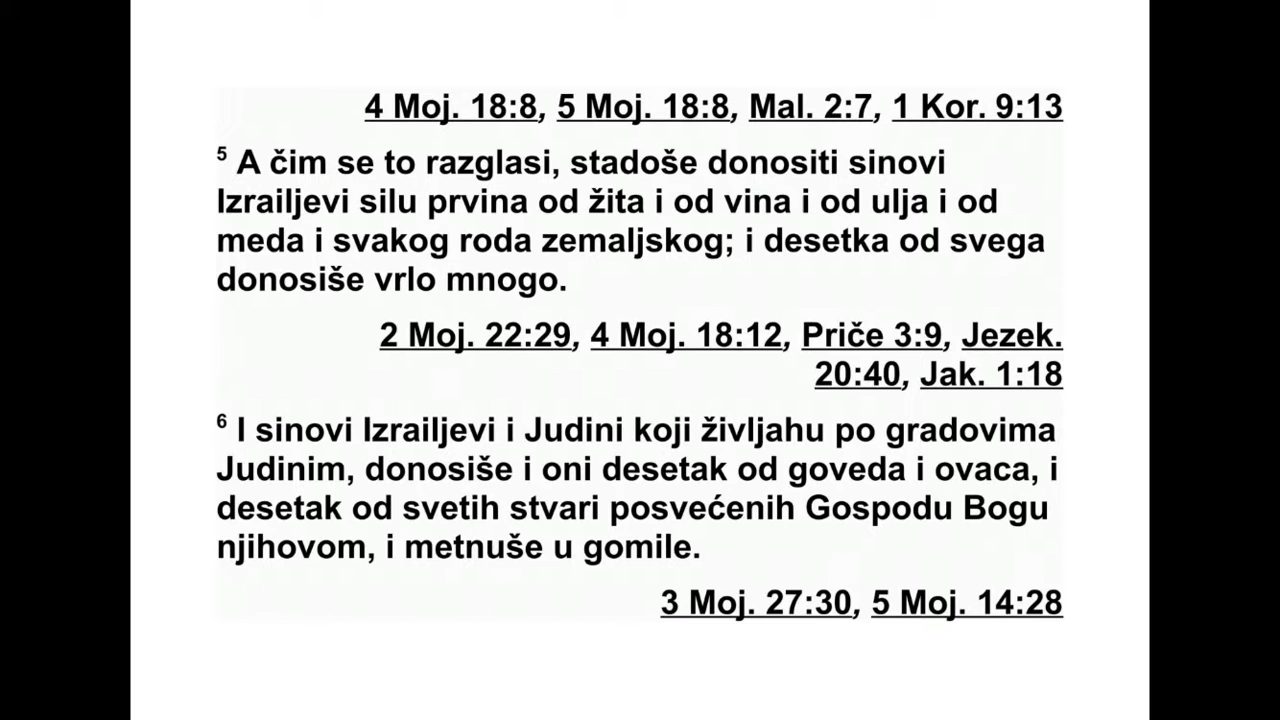 4 Moj. 18:8, 5 Moj. 18:8, Mal. 2:7, 1 Kor. 9:13
5 A čim se to razglasi, stadoše donositi sinovi
Izrailjevi silu prvina od žita i od vina i od ulja i od
meda i svakog roda zemaljskog; i desetka od svega
donosiše vrlo mnogo.
2 Moj. 22:29, 4 Moj. 18:12, Priče 3:9, Jezek.
20:40, Jak. 1:18
6 I sinovi Izrailjevi i Judini koji življahu po gradovima
Judinim, donosiše i oni desetak od goveda i ovaca, i
desetak od svetih stvari posvećenih Gospodu Bogu
njihovom, i metnuše u gomile.
3 Moj. 27:30, 5 Moj. 14:28